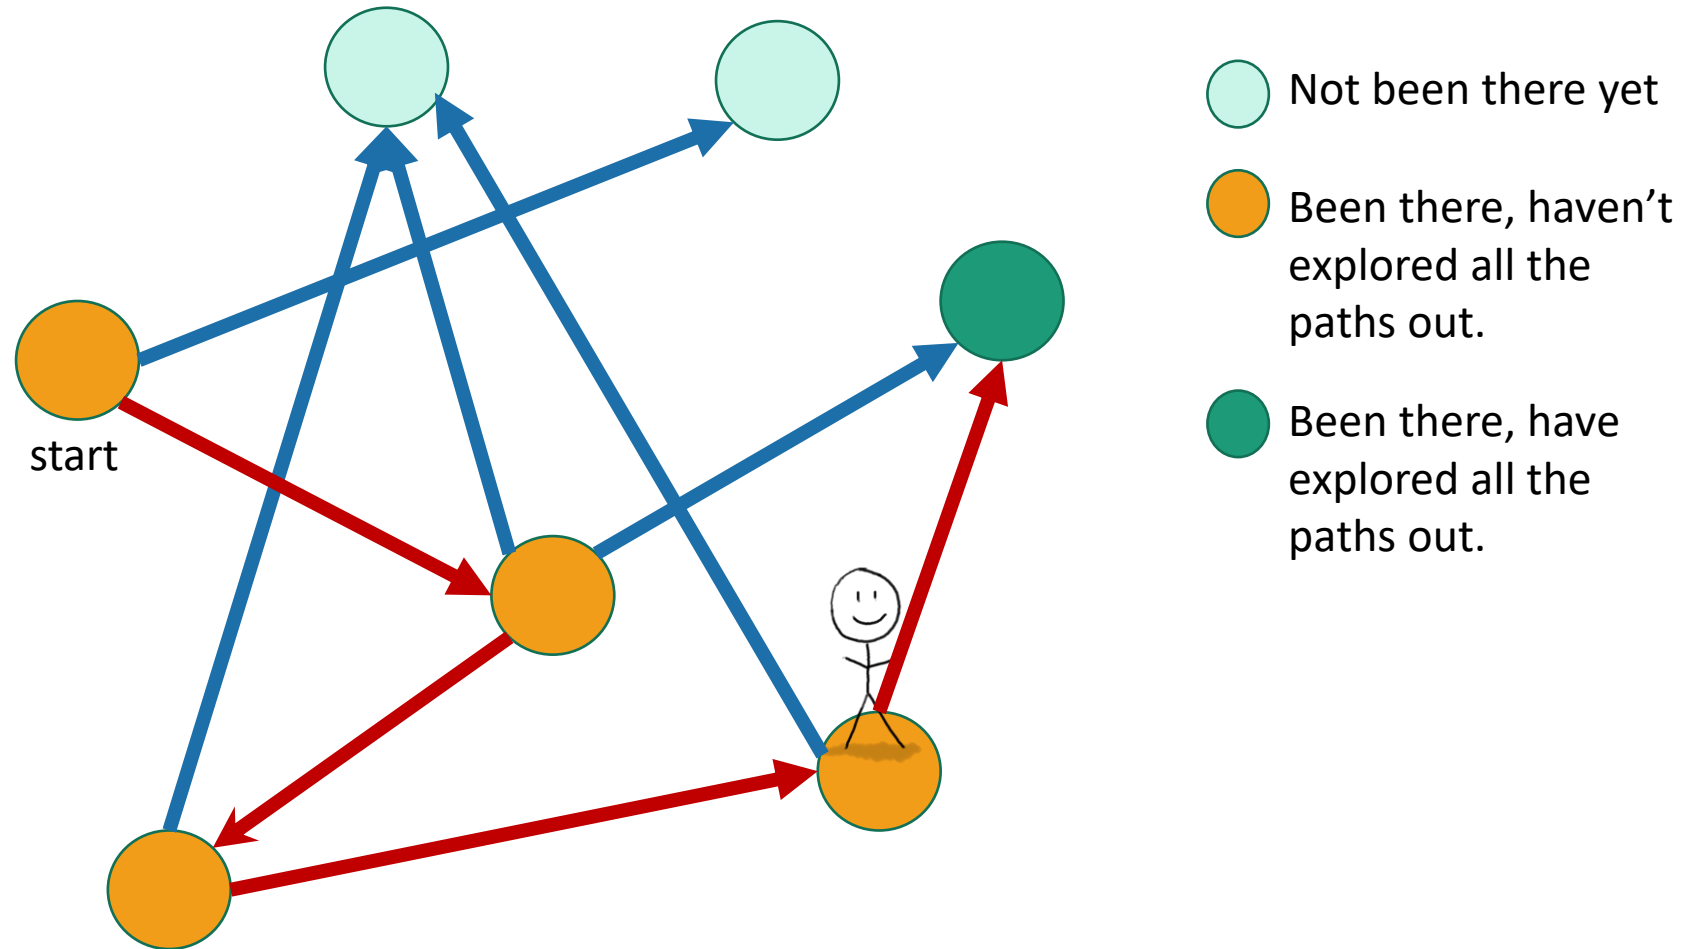 start
Not been there yet
Been there, haven’t
explored all the
paths out.
Been there, have
explored all the
paths out.